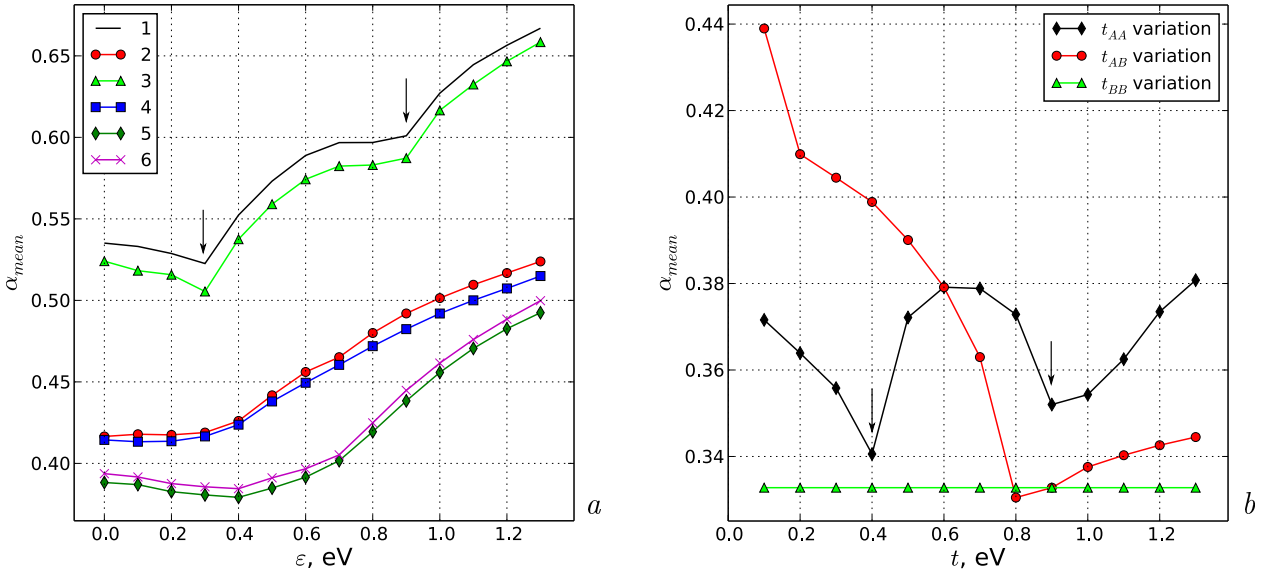 1
2
3
4
5
6
0.65
0.60
0.55
0.50
0.45
0.40
α_mean
0.0 0.2 0.4 0.6 0.8 1.0 1.2
ε, eV
a
t_AA variation
t_AB variation
t_BB variation
0.44
0.42
0.40
0.38
0.36
0.34
α_mean
0.0 0.2 0.4 0.6 0.8 1.0 1.2
t, eV
b